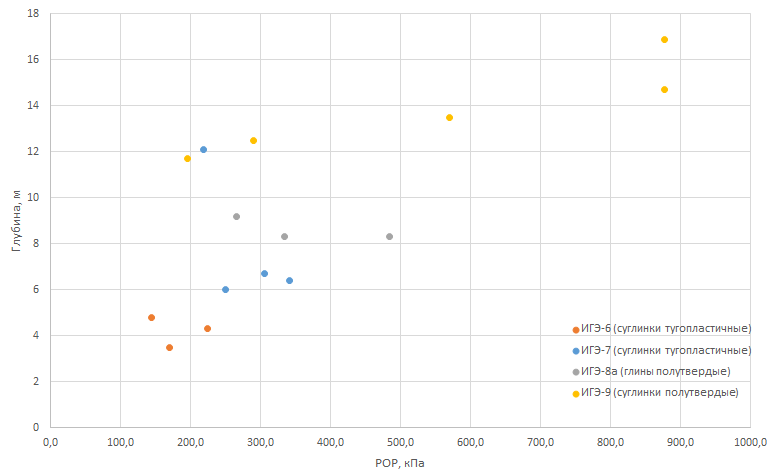 18
16
14
12
10
8
6
4
2
0
Глубина, м
0,0 100,0 200,0 300,0 400,0 500,0 600,0 700,0 800,0 900,0 1000,0
POP, кПа
ИГЭ-6 (суглинки тугопластичные)
ИГЭ-7 (суглинки тугопластичные)
ИГЭ-8а (глины полутвердые)
ИГЭ-9 (суглинки полутвердые)